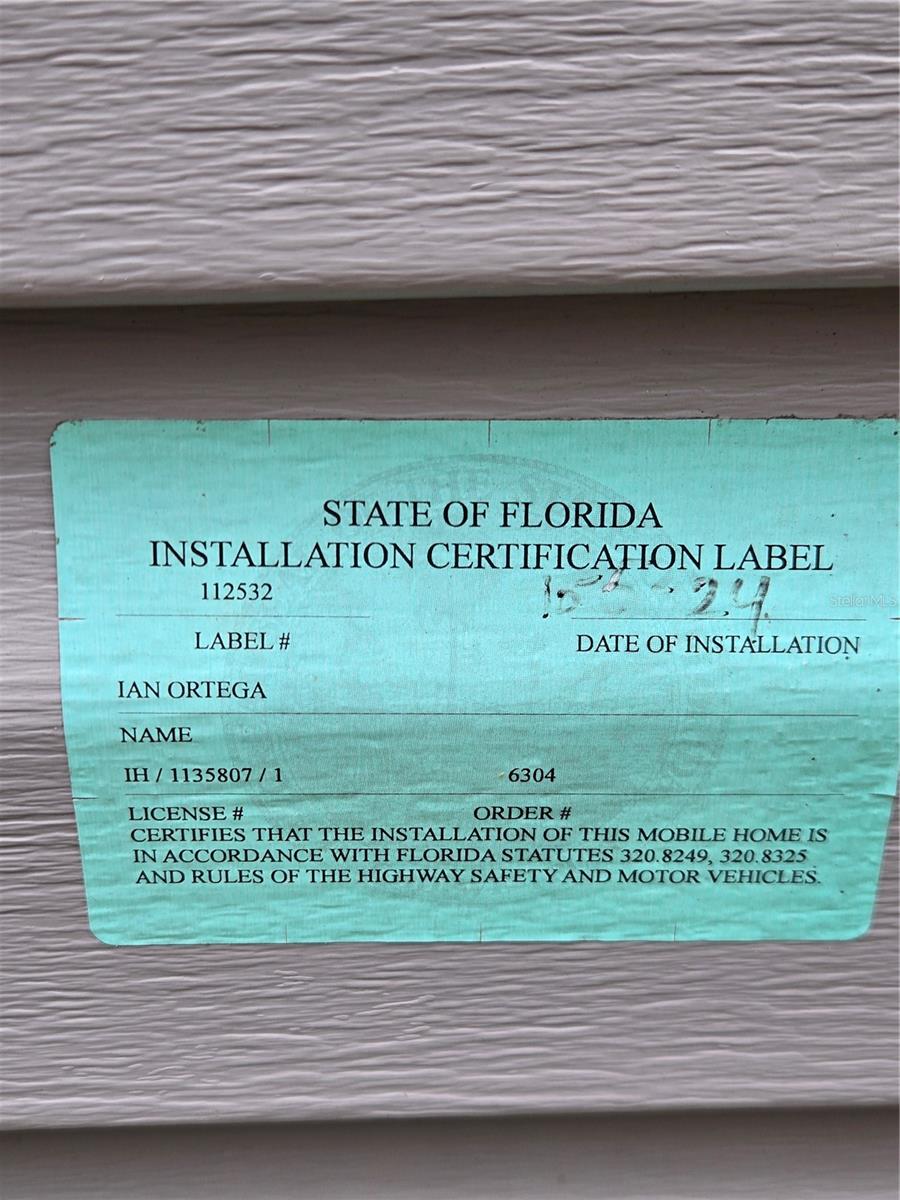 STATE OF FLORIDA
INSTALLATION CERTIFICATION LABEL
112532
LABEL # DATE OF INSTALLATION
IAN ORTEGA
NAME
IH / 1135807 / 1 6304
LICENSE # ORDER #
CERTIFIES THAT THE INSTALLATION OF THIS MOBILE HOME IS
IN ACCORDANCE WITH FLORIDA STATUTES 320.8249, 320.8325
AND RULES OF THE HIGHWAY SAFETY AND MOTOR VEHICLES.
StellarMLS